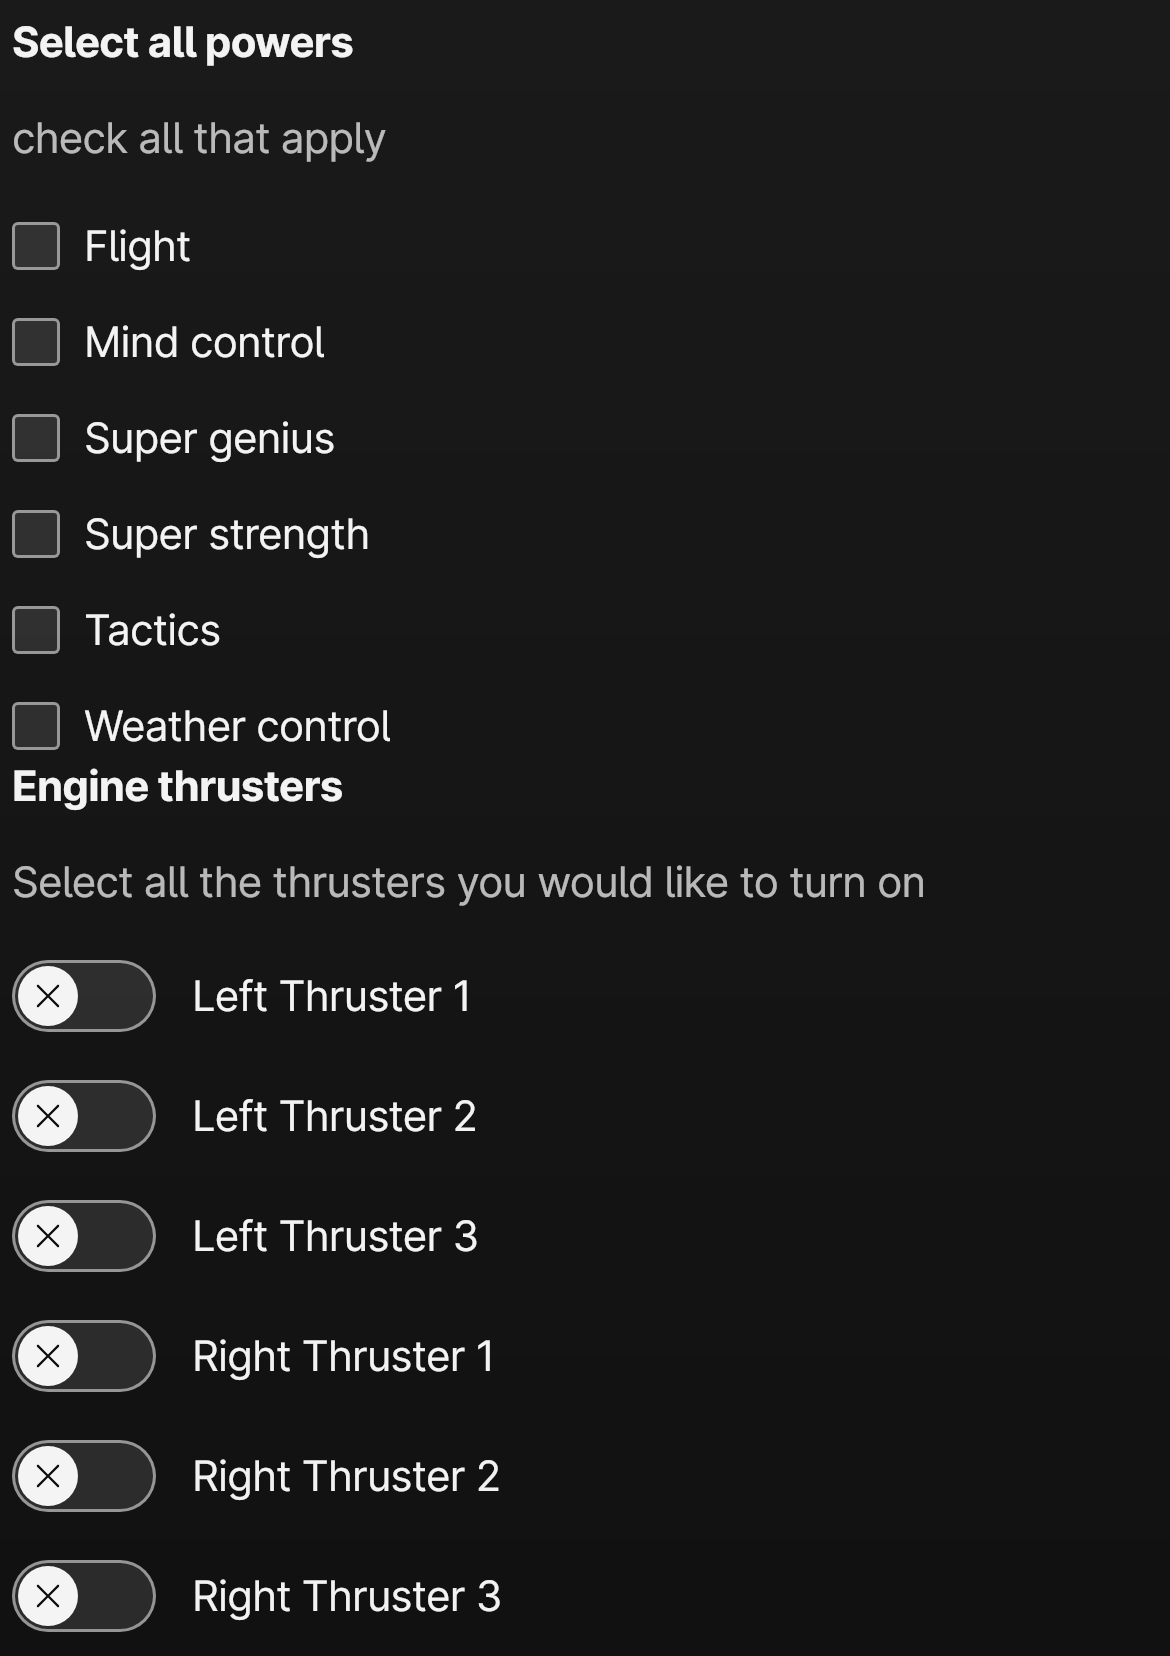 Select all powers
check all that apply
Flight
Mind control
Super genius
Super strength
Tactics
Weather control
Engine thrusters
Select all the thrusters you would like to turn on
Left Thruster 1
Left Thruster 2
Left Thruster 3
Right Thruster 1
Right Thruster 2
Right Thruster 3